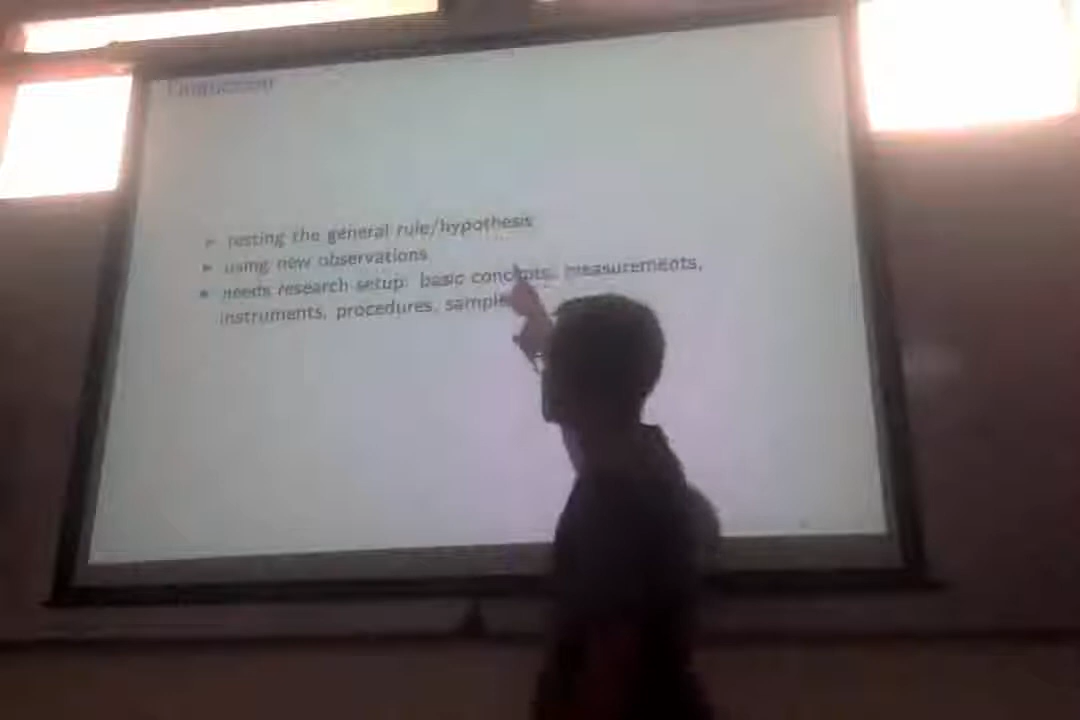 testing the general rule/hypothesis
using new observations
needs research setup: basic concepts, measurements,
instruments, procedures, sample